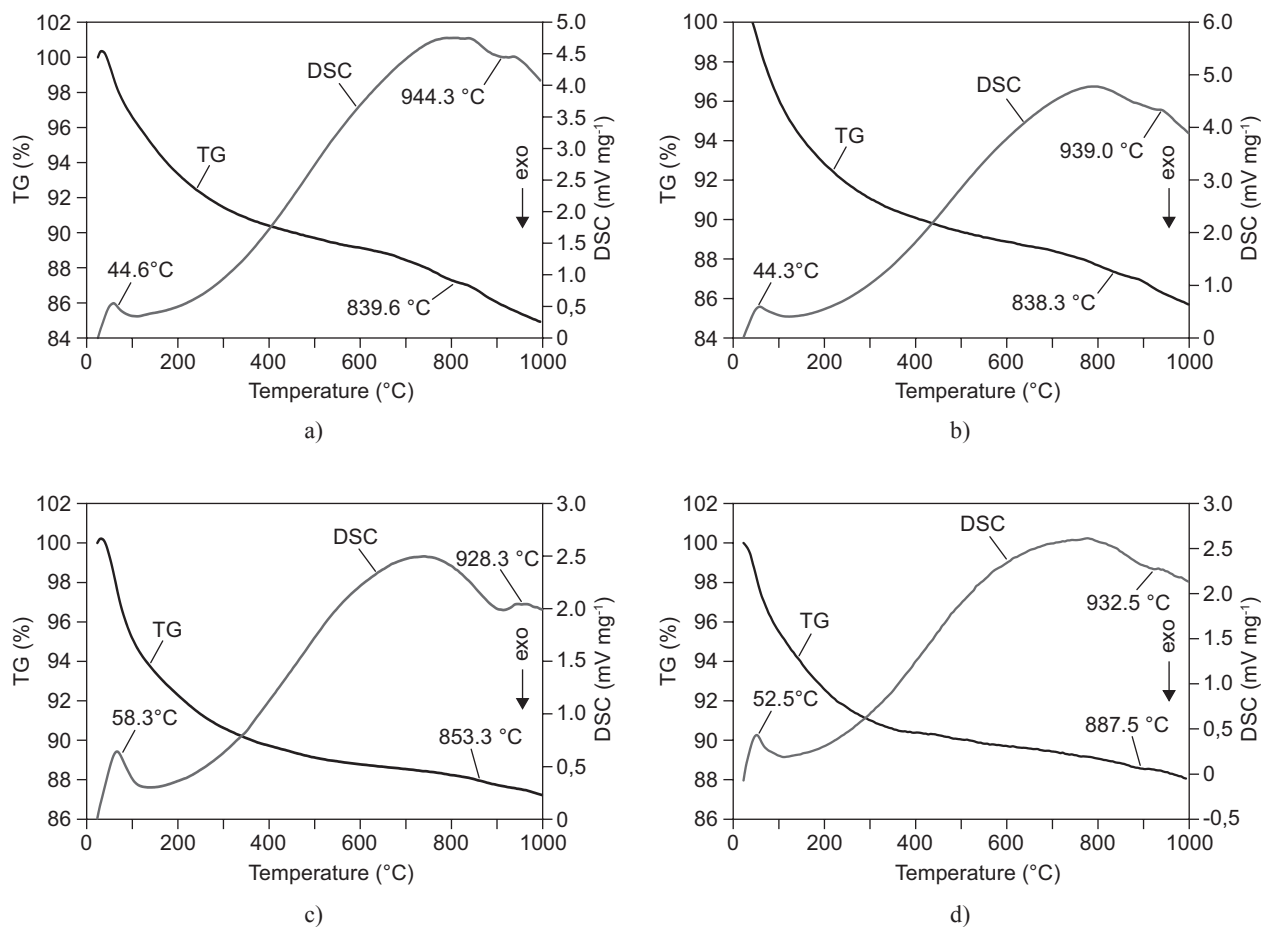 TG (%)
102
100
98
96
94
92
90
88
86
84
DSC
944.3 °C
TG
44.6°C
839.6 °C
exo
5.0
4.5
4.0
3.5
3.0
2.5
2.0
1.5
1.0
0,5
0
DSC (mV mg-1)
0 200 400 600 800 1000
Temperature (°C)
a)
TG (%)
100
98
96
94
92
90
88
86
84
DSC
939.0 °C
TG
44.3°C
838.3 °C
exo
6.0
5.0
4.0
3.0
2.0
1.0
0
DSC (mV mg-1)
0 200 400 600 800 1000
Temperature (°C)
b)
TG (%)
102
100
98
96
94
92
90
88
86
DSC
928.3 °C
TG
58.3°C
853.3 °C
exo
3.0
2.5
2.0
1.5
1.0
0,5
0
DSC (mV mg-1)
0 200 400 600 800 1000
Temperature (°C)
c)
TG (%)
102
100
98
96
94
92
90
88
86
DSC
932.5 °C
TG
52.5°C
887.5 °C
exo
3.0
2.5
2.0
1.5
1.0
0,5
0
-0,5
DSC (mV mg-1)
0 200 400 600 800 1000
Temperature (°C)
d)